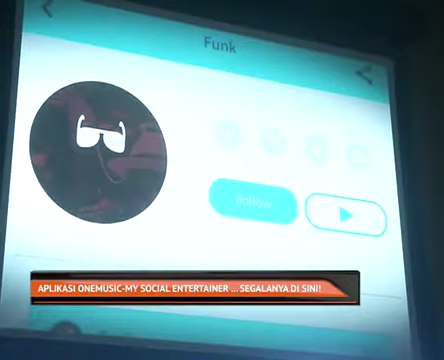 Funk
Follow
APLIKASI ONEMUSIC-MY SOCIAL ENTERTAINER ... SEGALANYA DI SINI!